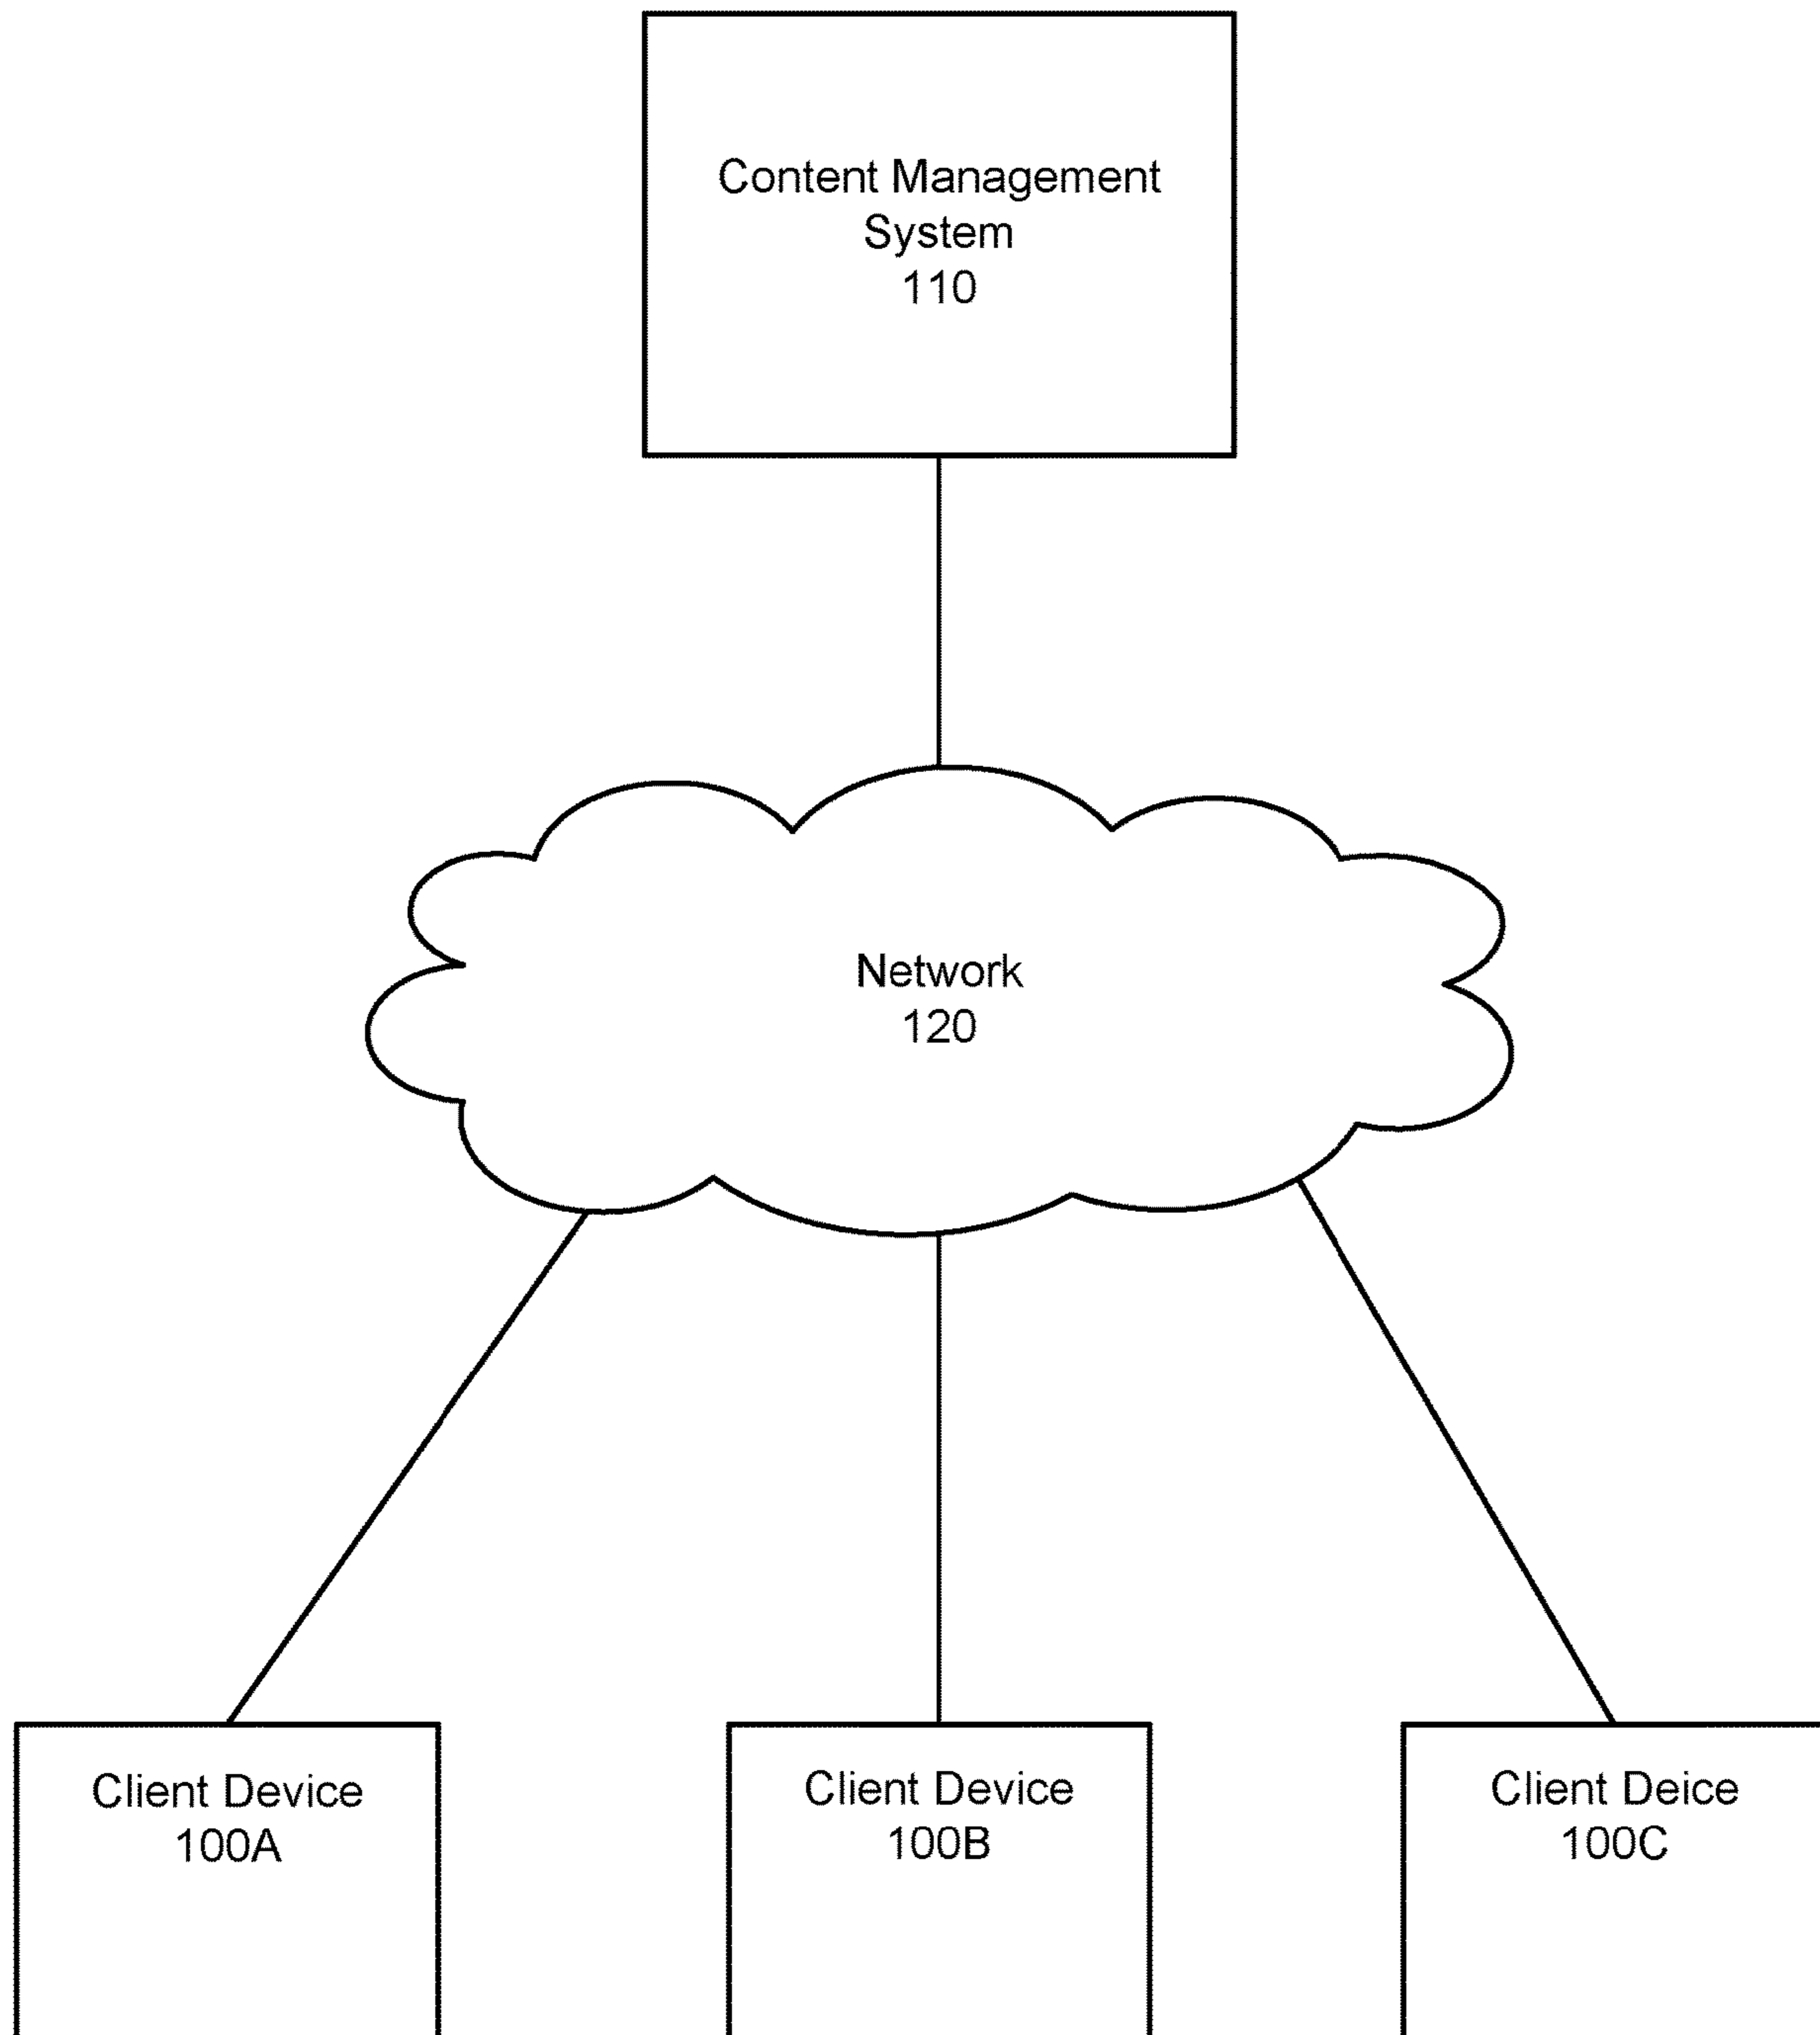 Content Management
System
110
Network
120
Client Device
100A
Client Device
100B
Client Deice
100C